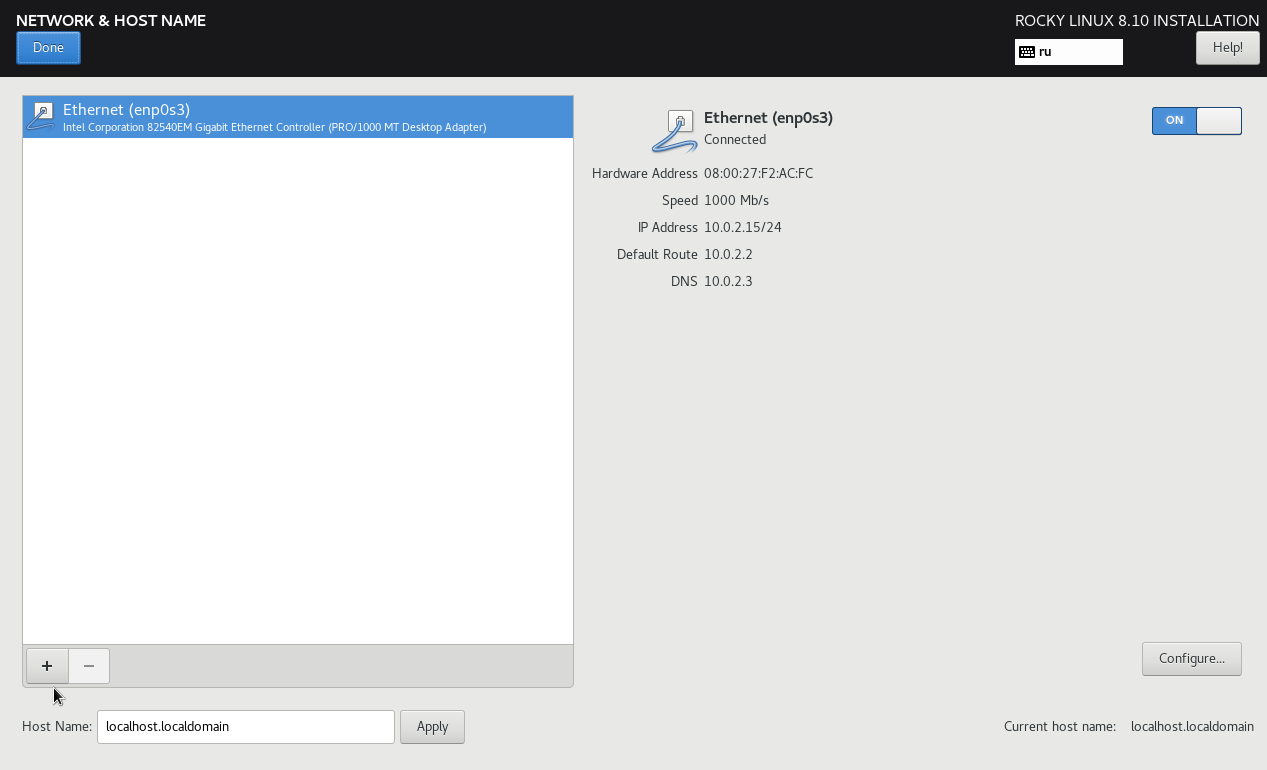 NETWORK & HOST NAME
ROCKY LINUX 8.10 INSTALLATION
Done
ru
Help!
Ethernet (enp0s3)
Intel Corporation 82540EM Gigabit Ethernet Controller (PRO/1000 MT Desktop Adapter)
Ethernet (enp0s3)
Connected
ON
Hardware Address 08:00:27:F2:AC:FC
Speed 1000 Mb/s
IP Address 10.0.2.15/24
Default Route 10.0.2.2
DNS 10.0.2.3
+ −
Configure...
Host Name: localhost.localdomain Apply
Current host name: localhost.localdomain